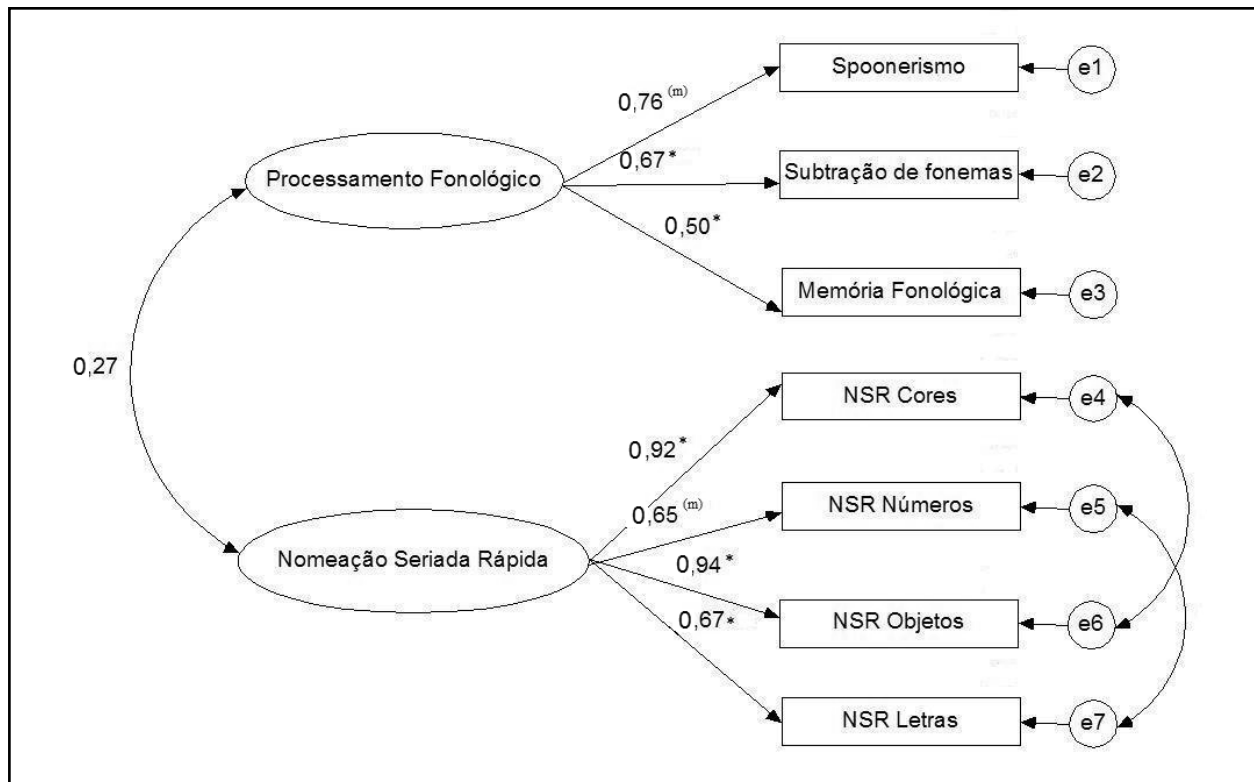 Spoonerismo
e1
0,76 (m)
0,67*
Processamento Fonológico
Subtração de fonemas
e2
0,50*
Memória Fonológica
e3
0,27
NSR Cores
e4
0,92*
0,65 (m)
NSR Números
e5
Nomeação Seriada Rápida
0,94*
0,67*
NSR Objetos
e6
NSR Letras
e7